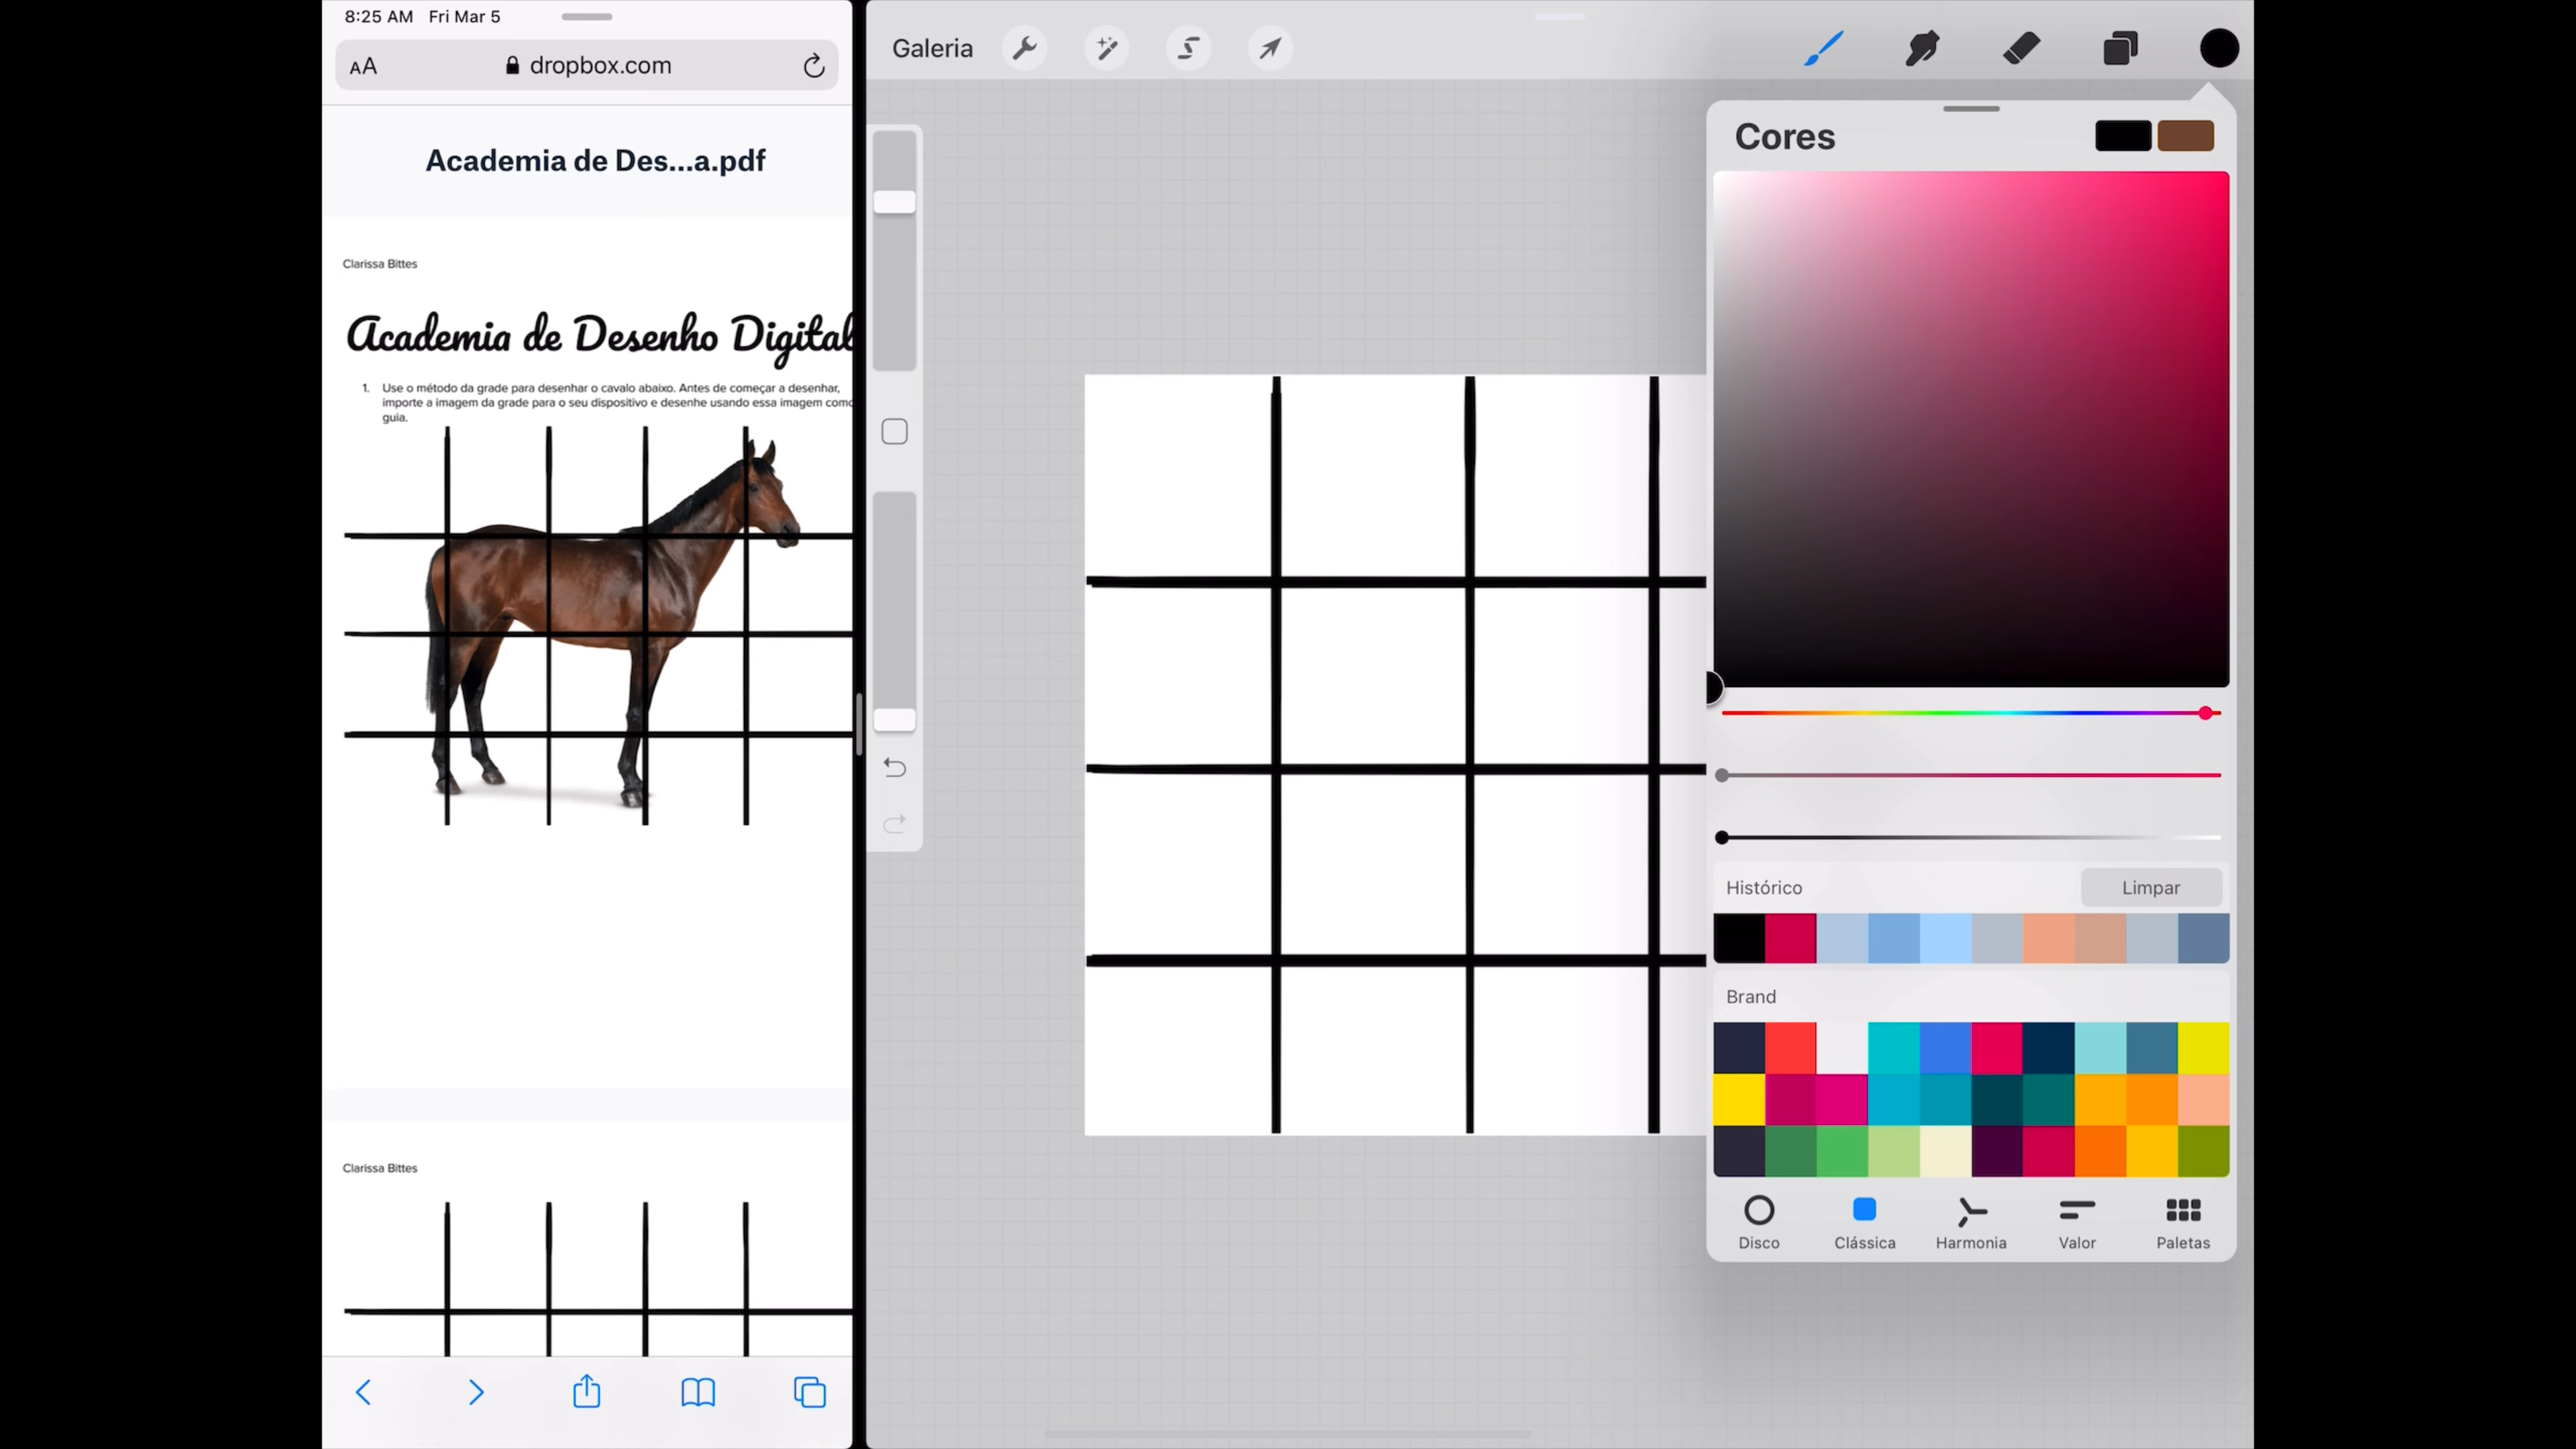 8:25 AM Fri Mar 5
AA dropbox.com
Academia de Des...a.pdf
Clarissa Bittes
Academia de Desenho Digital
1. Use o método da grade para desenhar o cavalo abaixo. Antes de começar a desenhar,
importe a imagem da grade para o seu dispositivo e desenhe usando essa imagem como
guia.
Clarissa Bittes
Galeria
Cores
Histórico Limpar
Brand
Disco Clássica Harmonia Valor Paletas